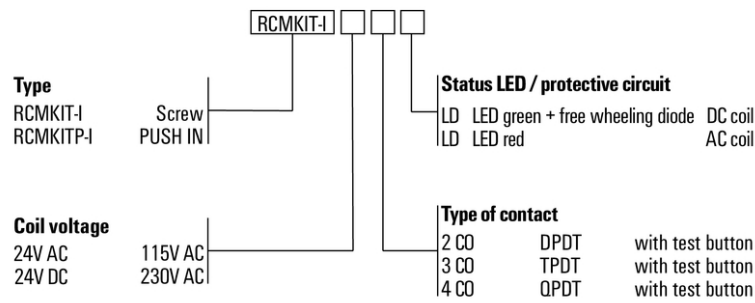 RCMKIT-I
Type
RCMKIT-I Screw
RCMKITP-I PUSH IN
Status LED / protective circuit
LD LED green + free wheeling diode DC coil
LD LED red AC coil
Coil voltage
24V AC 115V AC
24V DC 230V AC
Type of contact
2 CO DPDT with test button
3 CO TPDT with test button
4 CO QPDT with test button